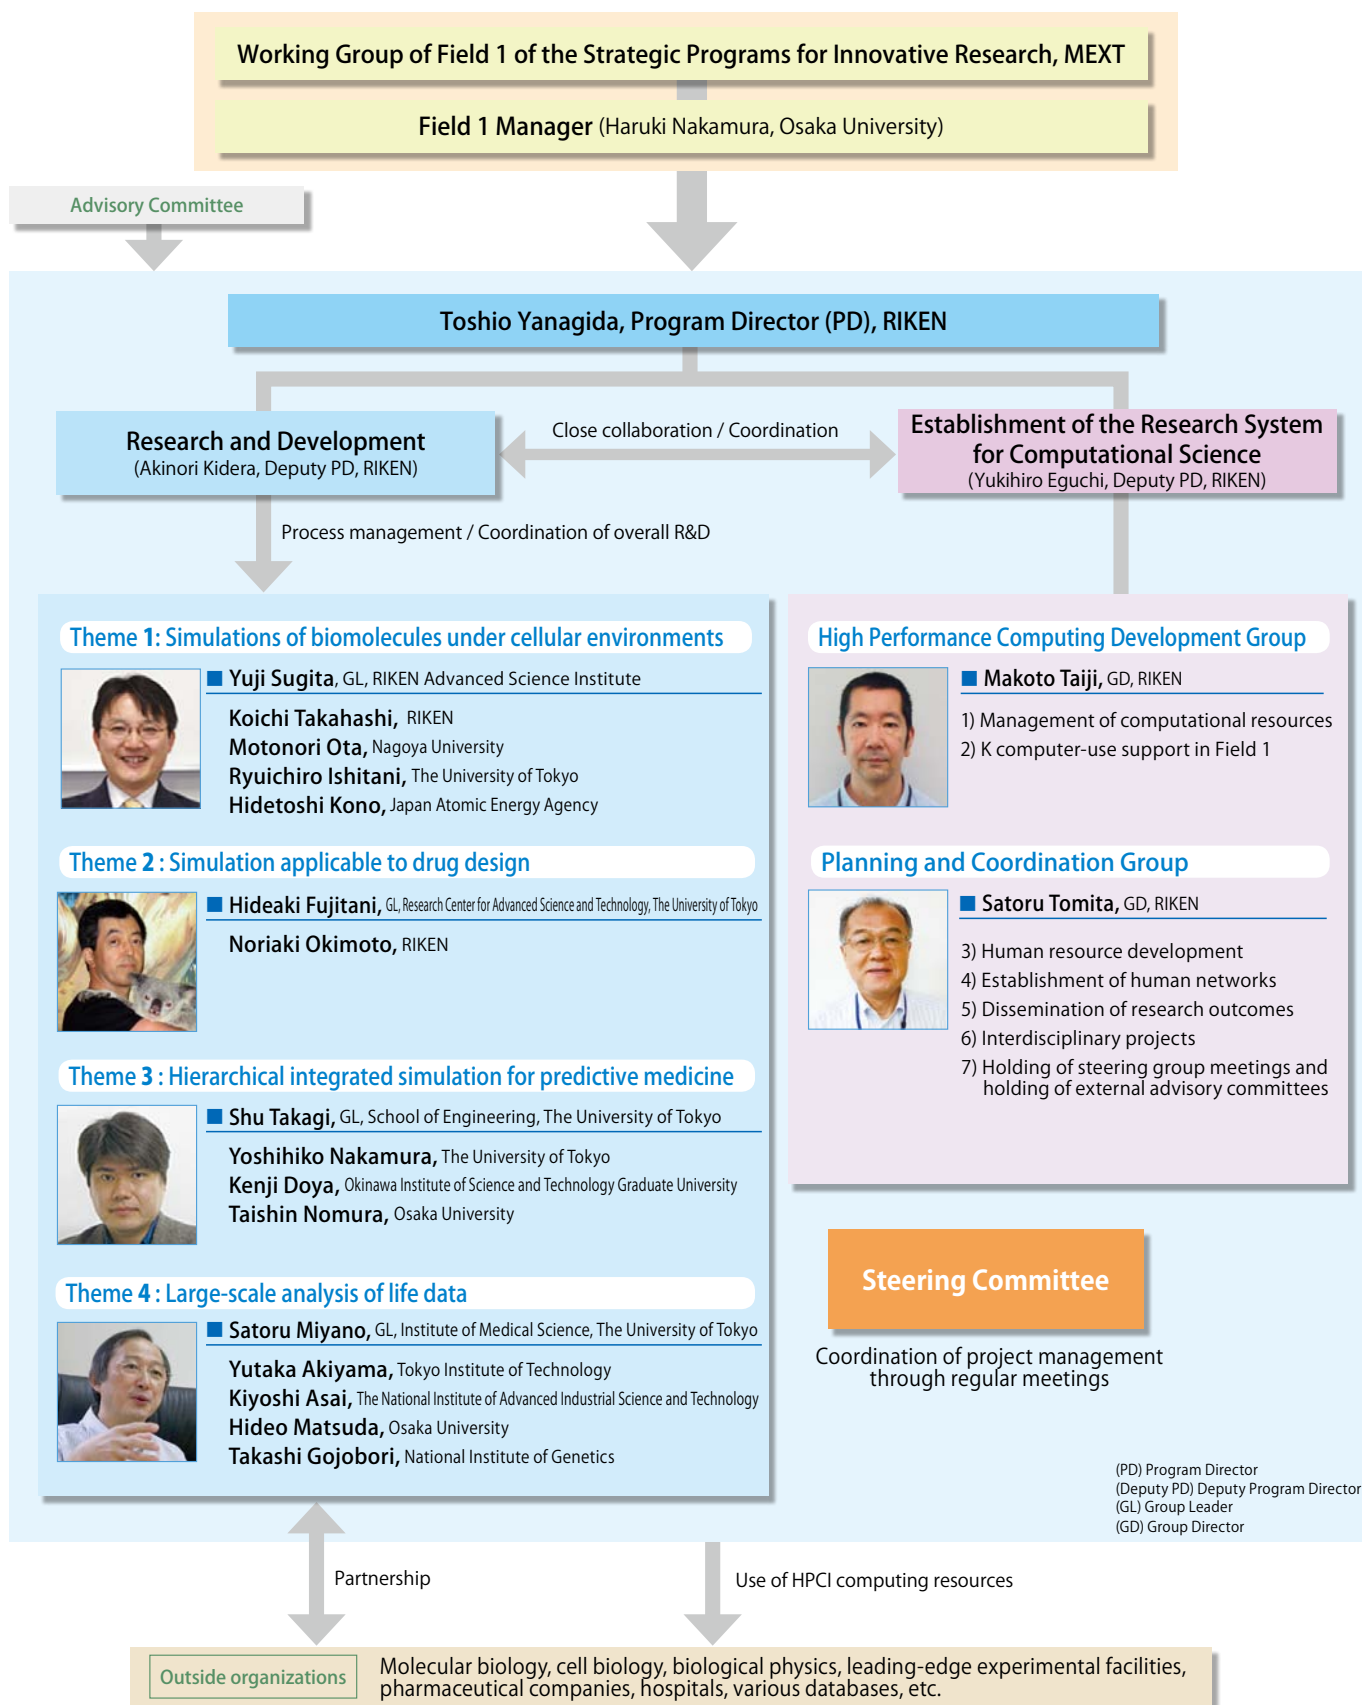 Working Group of Field 1 of the Strategic Programs for Innovative Research, MEXT
Field 1 Manager (Haruki Nakamura, Osaka University)
Advisory Committee
Toshio Yanagida, Program Director (PD), RIKEN
Research and Development
(Akinori Kidera, Deputy PD, RIKEN)
Close collaboration / Coordination
Establishment of the Research System
for Computational Science
(Yukihiro Eguchi, Deputy PD, RIKEN)
Process management / Coordination of overall R&D
Theme 1: Simulations of biomolecules under cellular environments
Yuji Sugita, GL, RIKEN Advanced Science Institute
Koichi Takahashi, RIKEN
Motonori Ota, Nagoya University
Ryuichiro Ishitani, The University of Tokyo
Hidetoshi Kono, Japan Atomic Energy Agency
Theme 2 : Simulation applicable to drug design
Hideaki Fujitani, GL, Research Center for Advanced Science and Technology, The University of Tokyo
Noriaki Okimoto, RIKEN
Theme 3 : Hierarchical integrated simulation for predictive medicine
Shu Takagi, GL, School of Engineering, The University of Tokyo
Yoshihiko Nakamura, The University of Tokyo
Kenji Doya, Okinawa Institute of Science and Technology Graduate University
Taishin Nomura, Osaka University
Theme 4 : Large-scale analysis of life data
Satoru Miyano, GL, Institute of Medical Science, The University of Tokyo
Yutaka Akiyama, Tokyo Institute of Technology
Kiyoshi Asai, The National Institute of Advanced Industrial Science and Technology
Hideo Matsuda, Osaka University
Takashi Gojobori, National Institute of Genetics
High Performance Computing Development Group
Makoto Taiji, GD, RIKEN
1) Management of computational resources
2) K computer-use support in Field 1
Planning and Coordination Group
Satoru Tomita, GD, RIKEN
3) Human resource development
4) Establishment of human networks
5) Dissemination of research outcomes
6) Interdisciplinary projects
7) Holding of steering group meetings and
holding of external advisory committees
Steering Committee
Coordination of project management
through regular meetings
(PD) Program Director
(Deputy PD) Deputy Program Director
(GL) Group Leader
(GD) Group Director
Partnership
Use of HPCI computing resources
Outside organizations
Molecular biology, cell biology, biological physics, leading-edge experimental facilities,
pharmaceutical companies, hospitals, various databases, etc.